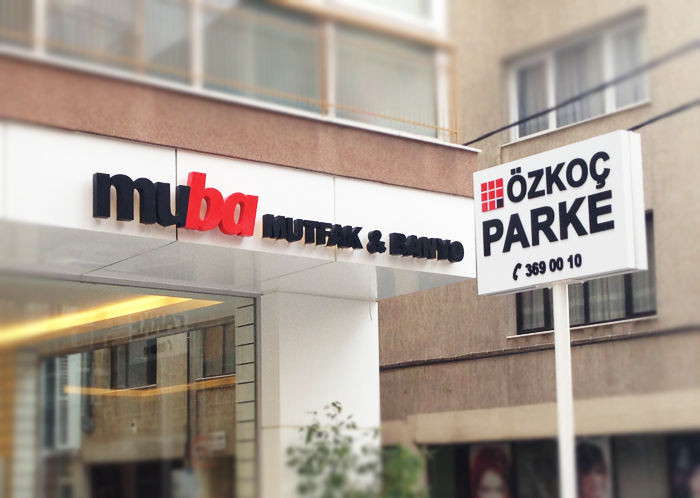 muba MUTFAK & BANYO
ÖZKOÇ
PARKE
369 00 10